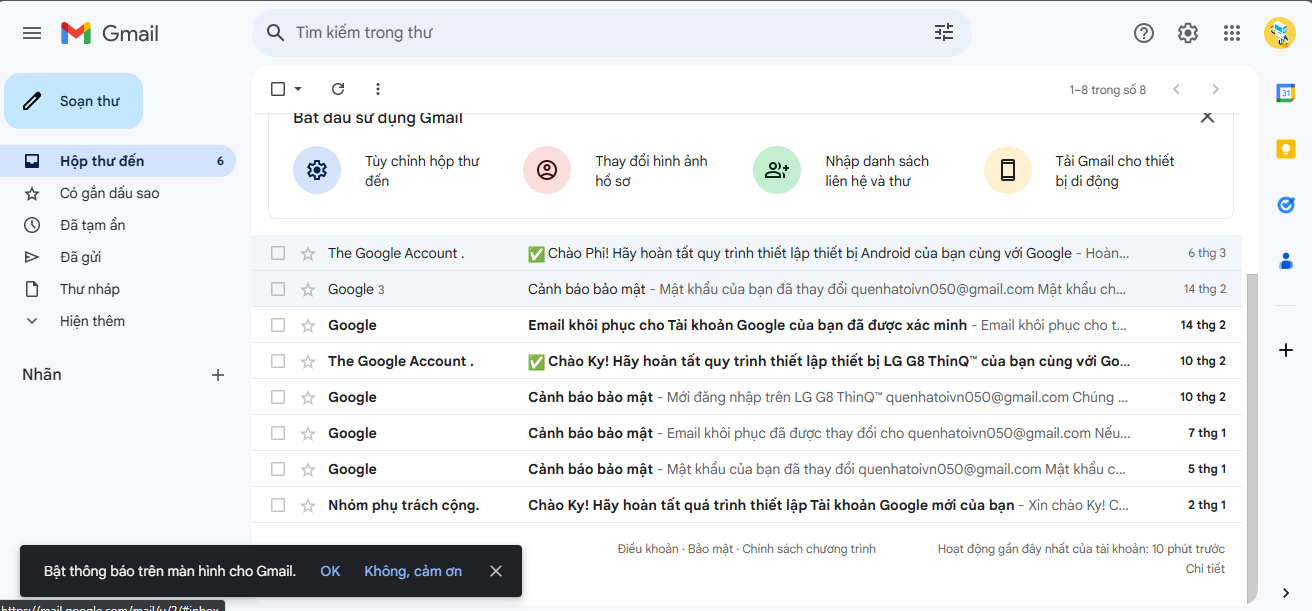 Gmail
Tìm kiếm trong thư
Soạn thư
1–8 trong số 8
Hộp thư đến 6
Có gắn dấu sao
Đã tạm ẩn
Đã gửi
Thư nháp
Hiện thêm
Nhãn
Bắt đầu sử dụng Gmail
Tùy chỉnh hộp thư
đến
Thay đổi hình ảnh
hồ sơ
Nhập danh sách
liên hệ và thư
Tải Gmail cho thiết
bị di động
The Google Account . ✅ Chào Phi! Hãy hoàn tất quy trình thiết lập thiết bị Android của bạn cùng với Google - Hoàn... 6 thg 3
Google 3 Cảnh báo bảo mật - Mật khẩu của bạn đã thay đổi quenhatoivn050@gmail.com Mật khẩu ch... 14 thg 2
Google Email khôi phục cho Tài khoản Google của bạn đã được xác minh - Email khôi phục cho t... 14 thg 2
The Google Account . ✅ Chào Ky! Hãy hoàn tất quy trình thiết lập thiết bị LG G8 ThinQ™ của bạn cùng với Go... 10 thg 2
Google Cảnh báo bảo mật - Mới đăng nhập trên LG G8 ThinQ™ quenhatoivn050@gmail.com Chúng ... 10 thg 2
Google Cảnh báo bảo mật - Email khôi phục đã được thay đổi cho quenhatoivn050@gmail.com Nếu... 7 thg 1
Google Cảnh báo bảo mật - Mật khẩu của bạn đã thay đổi quenhatoivn050@gmail.com Mật khẩu c... 5 thg 1
Nhóm phụ trách cộng. Chào Ky! Hãy hoàn tất quá trình thiết lập Tài khoản Google mới của bạn - Xin chào Ky! C... 2 thg 1
Điều khoản · Bảo mật · Chính sách chương trình
Hoạt động gần đây nhất của tài khoản: 10 phút trước
Chi tiết
Bật thông báo trên màn hình cho Gmail. OK Không, cảm ơn
https://mail.google.com/mail/u/2/#inbox
31